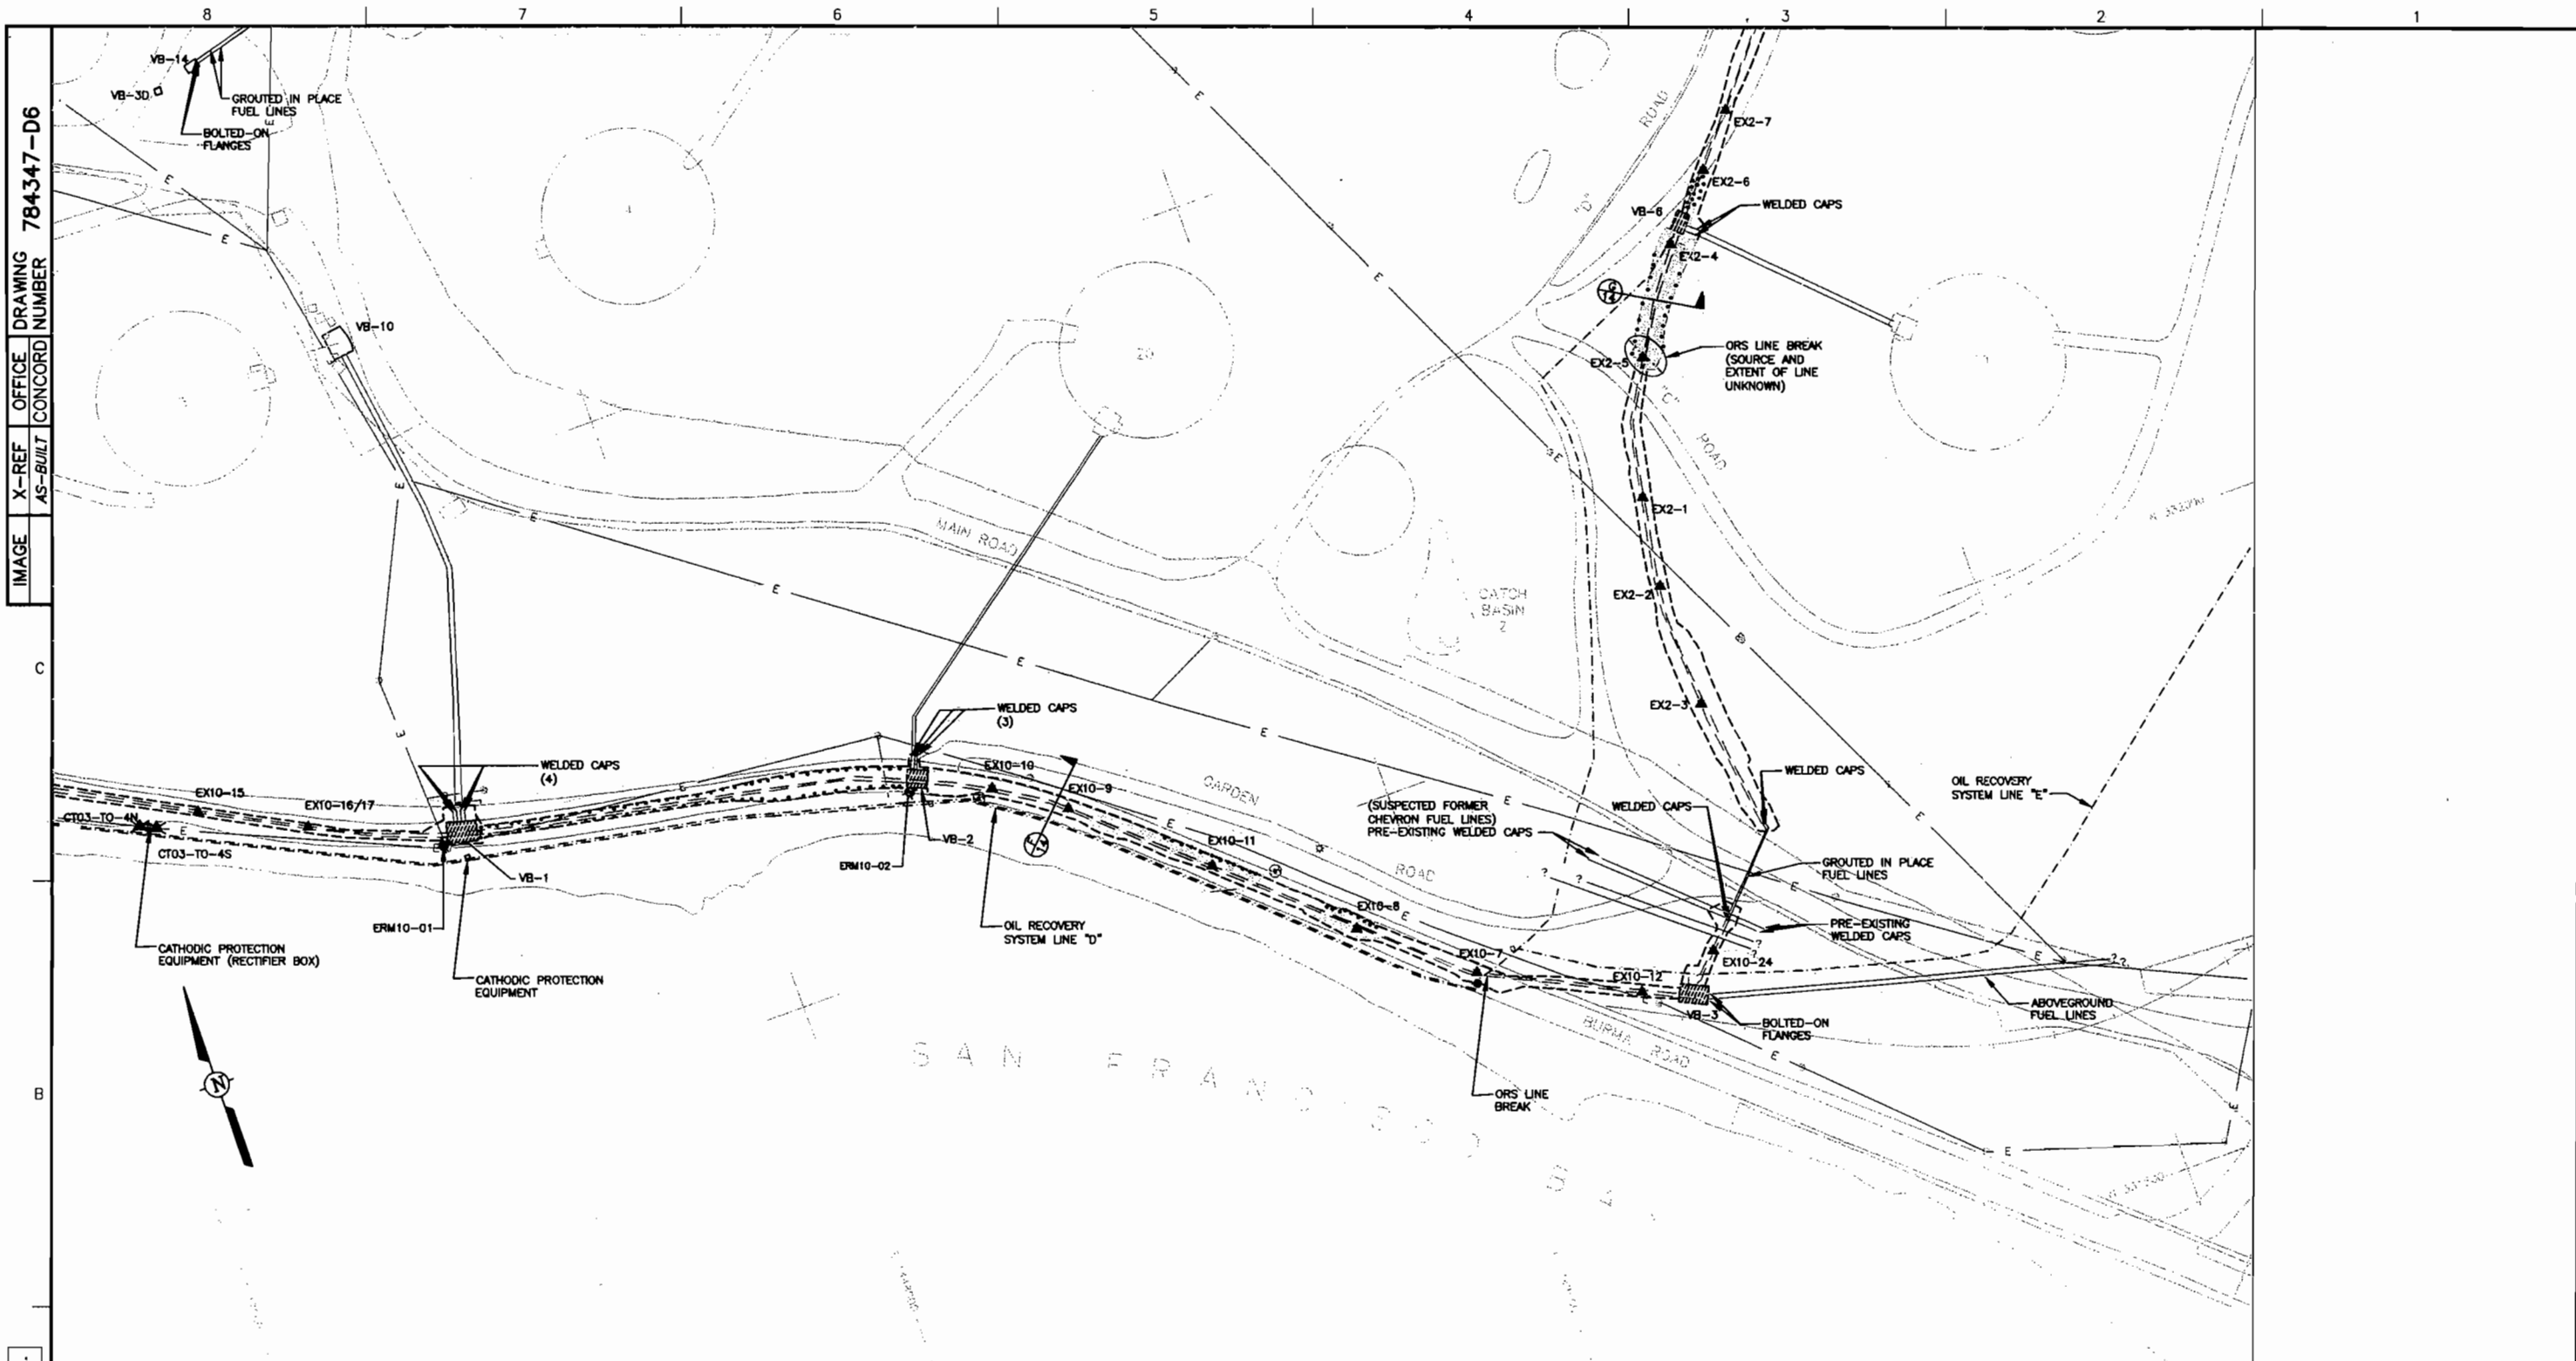 8 7 6 5 4 3 2 1
IMAGE
X-REF
AS-BUILT
OFFICE
CONCORD
DRAWING
NUMBER
784347-D6
C
B
VB-14
VB-3D
GROUTED IN PLACE
FUEL LINES
BOLTED-ON
FLANGES
VB-10
20
MAIN ROAD
"D"
ROAD
EX2-7
EX2-6
WELDED CAPS
VB-6
EX2-4
EX2-5
ORS LINE BREAK
(SOURCE AND
EXTENT OF LINE
UNKNOWN)
ROAD
EX2-1
EX2-2
EX2-3
CATCH
BASIN
2
WELDED CAPS
(3)
WELDED CAPS
(4)
EX10-15
EX10-16/17
CT03-TO-4N
CT03-TO-4S
VB-1
ERM10-01
CATHODIC PROTECTION
EQUIPMENT (RECTIFIER BOX)
CATHODIC PROTECTION
EQUIPMENT
EX10-10
EX10-9
VB-2
ERM10-02
OIL RECOVERY
SYSTEM LINE "D"
EX10-11
GARDEN
ROAD
EX10-8
EX10-7
EX10-12
EX10-24
(SUSPECTED FORMER
CHEVRON FUEL LINES)
PRE-EXISTING WELDED CAPS
WELDED CAPS
WELDED CAPS
OIL RECOVERY
SYSTEM LINE "E"
GROUTED IN PLACE
FUEL LINES
PRE-EXISTING
WELDED CAPS
ABOVEGROUND
FUEL LINES
VB-3
BOLTED-ON
FLANGES
BURMA ROAD
ORS LINE
BREAK
N
SAN FRANCISCO BA